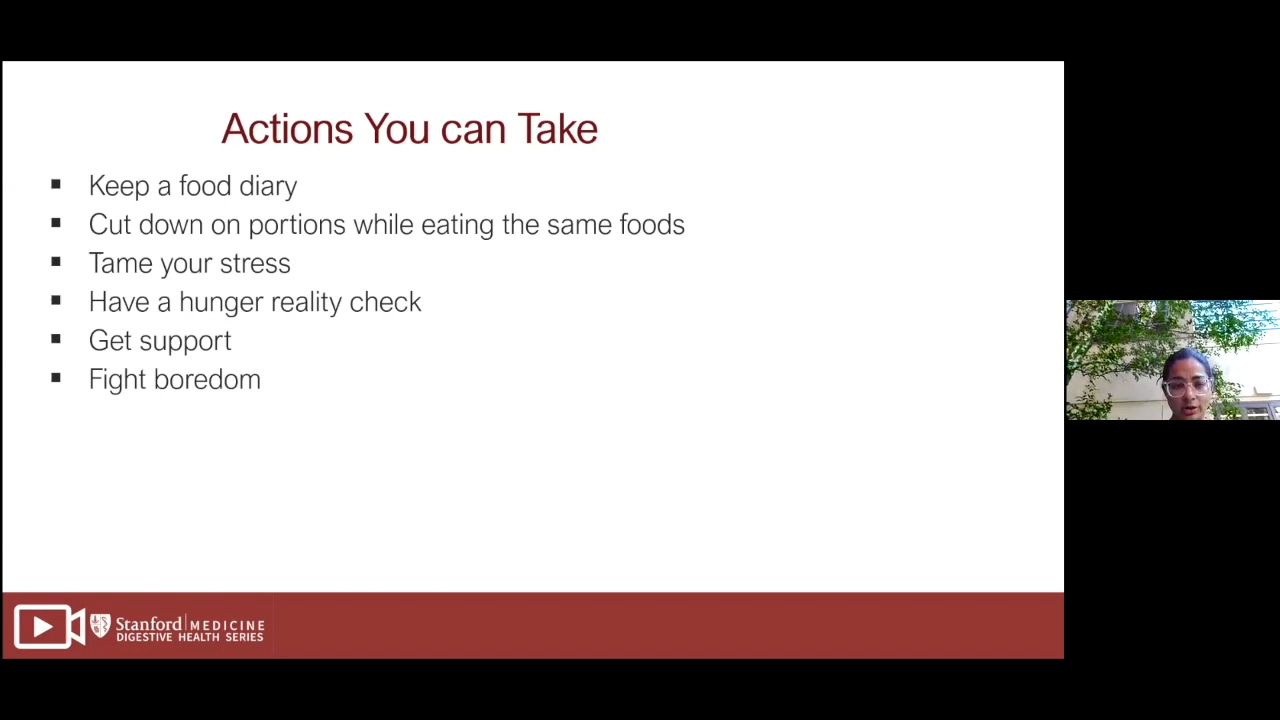 Actions You can Take
Keep a food diary
Cut down on portions while eating the same foods
Tame your stress
Have a hunger reality check
Get support
Fight boredom
Stanford MEDICINE
DIGESTIVE HEALTH SERIES